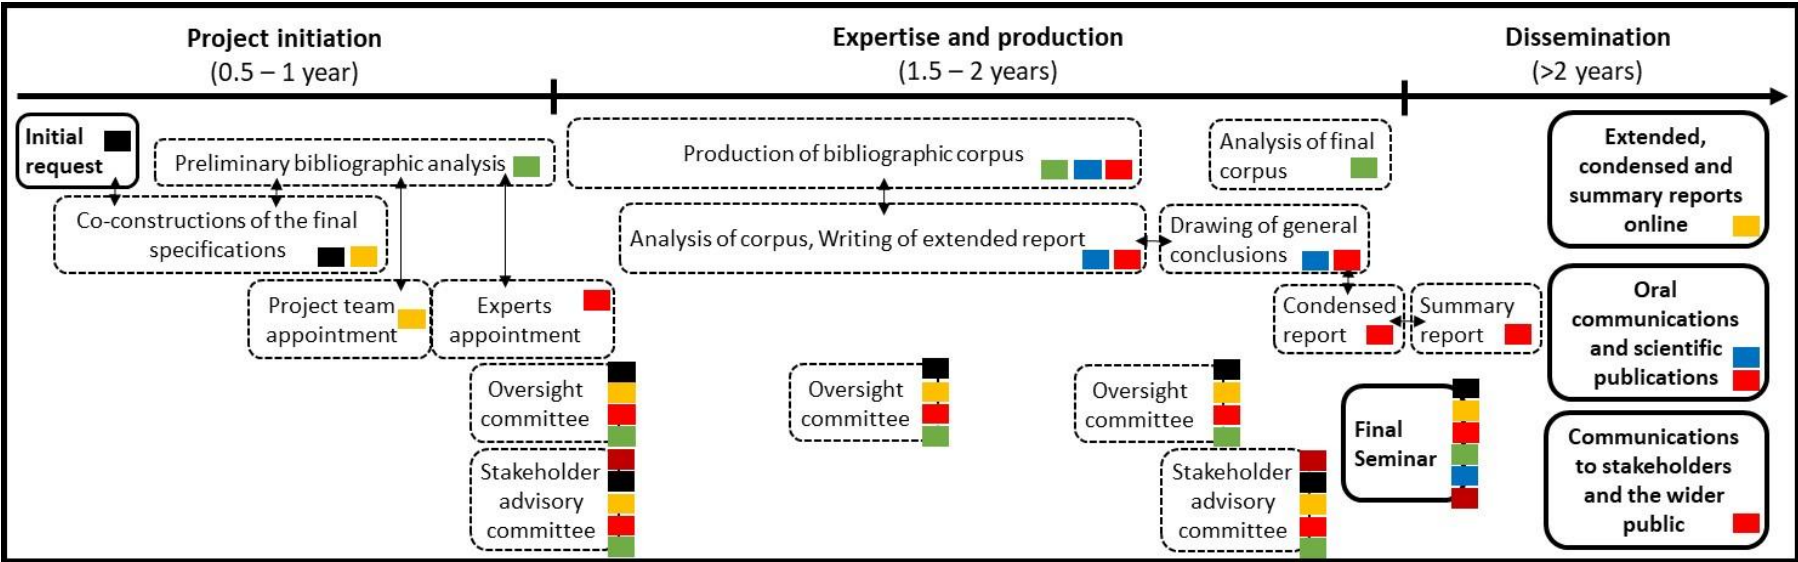 Project initiation
(0.5 – 1 year)
Expertise and production
(1.5 – 2 years)
Dissemination
(>2 years)
Initial
request
Preliminary bibliographic analysis
Co-constructions of the final
specifications
Project team
appointment
Experts
appointment
Oversight
committee
Stakeholder
advisory
committee
Production of bibliographic corpus
Analysis of corpus, Writing of extended report
Oversight
committee
Analysis of final
corpus
Drawing of general
conclusions
Condensed
report
Summary
report
Oversight
committee
Stakeholder
advisory
committee
Final
Seminar
Extended,
condensed and
summary reports
online
Oral
communications
and scientific
publications
Communications
to stakeholders
and the wider
public